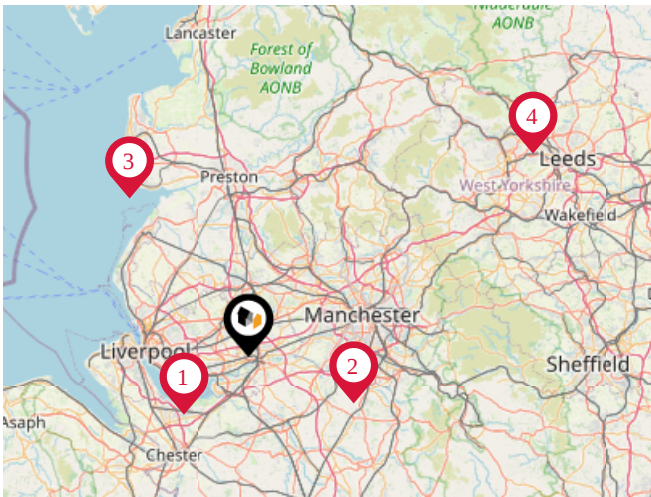 Nidderdale
AONB
Lancaster
Forest of
Bowland
AONB
4
Leeds
3
Preston
West Yorkshire
Wakefield
Manchester
Liverpool
2
Sheffield
1
Asaph
Chester